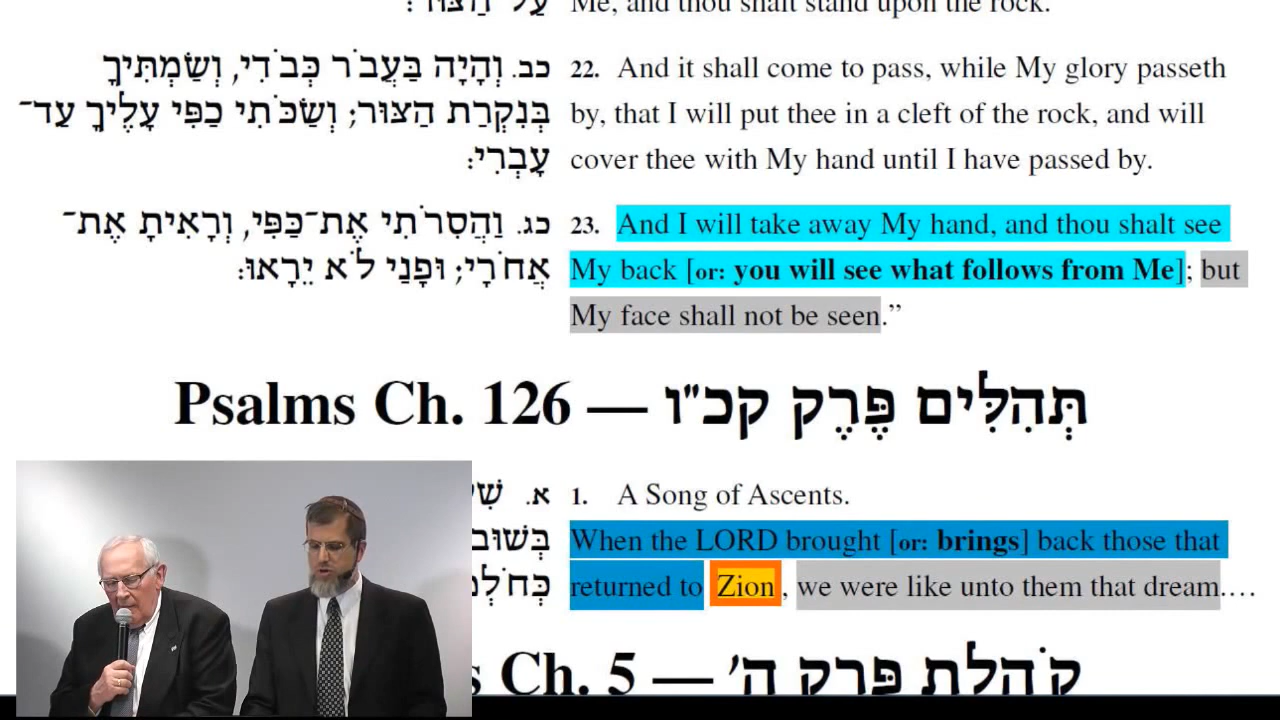 עַל־הַצּוּר:
Me, and thou shalt stand upon the rock.
כב. וְהָיָה בַּעֲבֹר כְּבֹדִי, וְשַׂמְתִּיךָ
בְּנִקְרַת הַצּוּר; וְשַׂכֹּתִי כַפִּי עָלֶיךָ עַד־
עָבְרִי:
22. And it shall come to pass, while My glory passeth
by, that I will put thee in a cleft of the rock, and will
cover thee with My hand until I have passed by.
כג. וַהֲסִרֹתִי אֶת־כַּפִּי, וְרָאִיתָ אֶת־
אֲחֹרָי; וּפָנַי לֹא יֵרָאוּ:
23. And I will take away My hand, and thou shalt see
My back [or: you will see what follows from Me]; but
My face shall not be seen.”
Psalms Ch. 126 — תְּהִלִּים פֶּרֶק קכ"ו
א.
בְּשׁוּב
1. A Song of Ascents.
When the LORD brought [or: brings] back those that
returned to Zion, we were like unto them that dream....
Ch. 5 — קֹהֶלֶת פֶּרֶק ה'